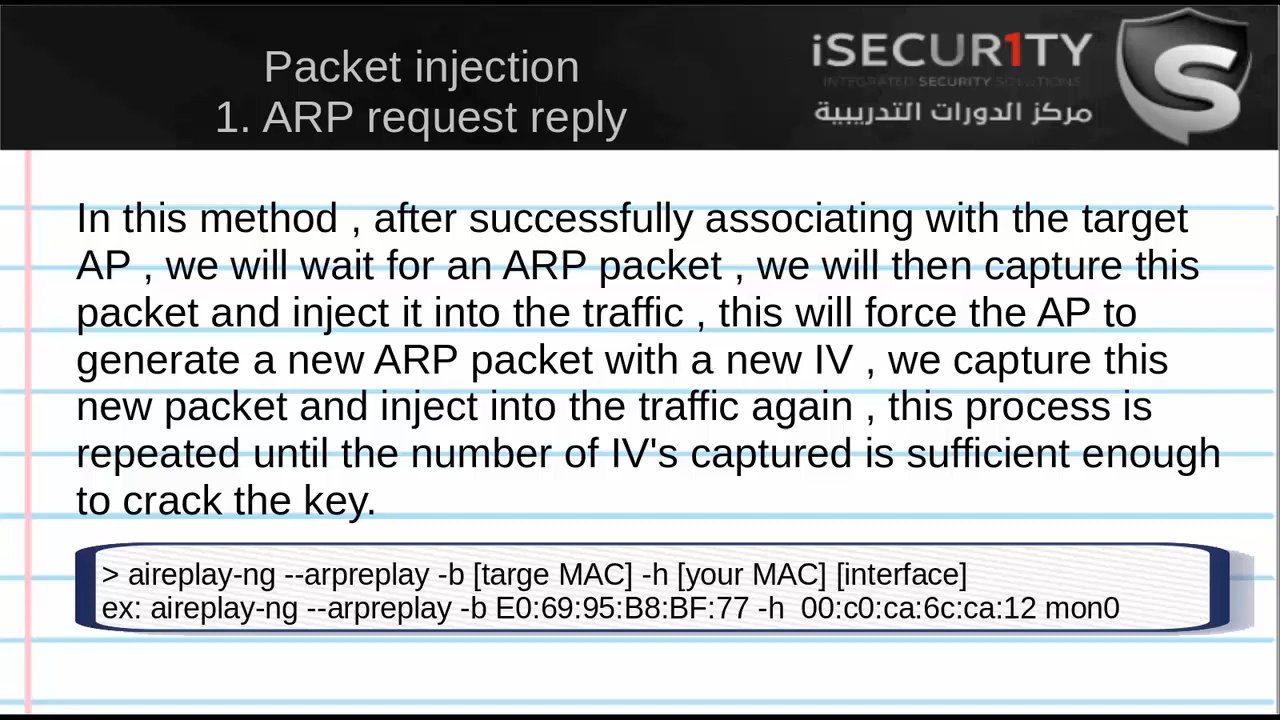 Packet injection
1. ARP request reply
iSECUR1TY
INTEGRATED SECURITY SOLUTIONS
مركز الدورات التدريبية
In this method , after successfully associating with the target
AP , we will wait for an ARP packet , we will then capture this
packet and inject it into the traffic , this will force the AP to
generate a new ARP packet with a new IV , we capture this
new packet and inject into the traffic again , this process is
repeated until the number of IV's captured is sufficient enough
to crack the key.
> aireplay-ng --arpreplay -b [targe MAC] -h [your MAC] [interface]
ex: aireplay-ng --arpreplay -b E0:69:95:B8:BF:77 -h  00:c0:ca:6c:ca:12 mon0